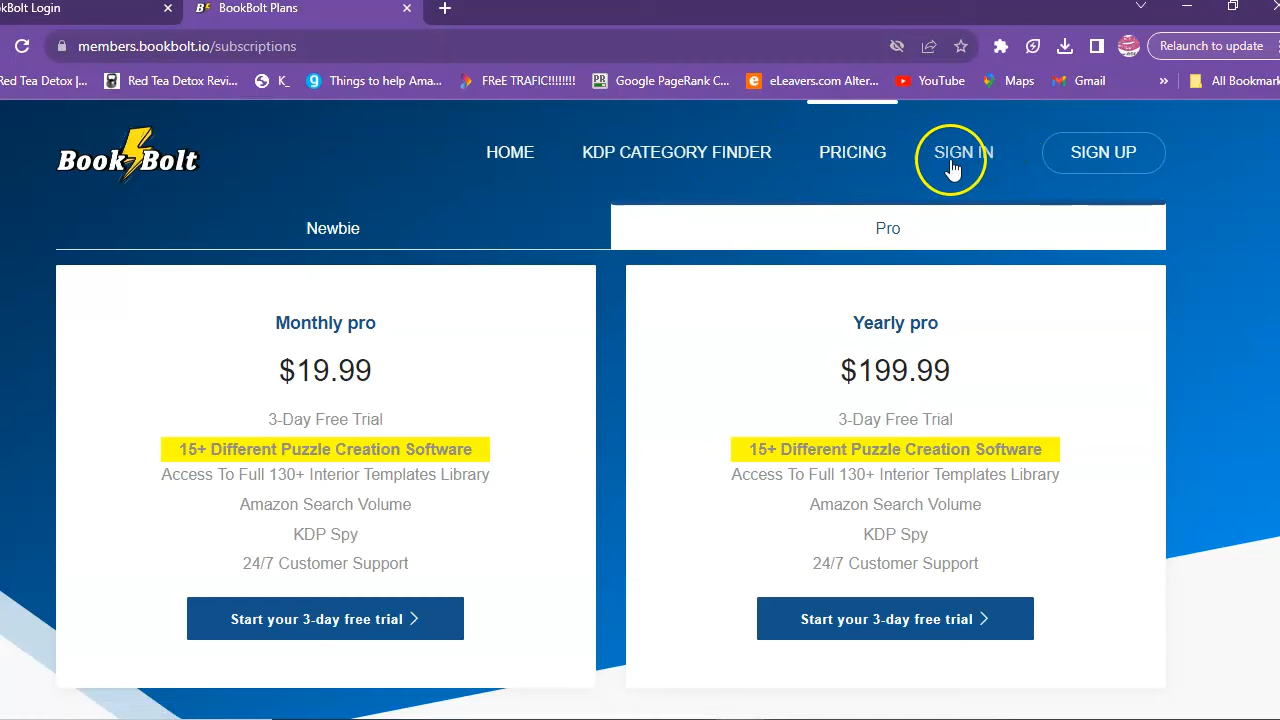 okBolt Login
BookBolt Plans
members.bookbolt.io/subscriptions
Relaunch to update
Red Tea Detox |...
Red Tea Detox Revi...
K_
Things to help Ama...
FReE TRAFIC!!!!!!!!
Google PageRank C...
eLeavers.com Alter...
YouTube
Maps
Gmail
»
All Bookmar
Book Bolt
HOME
KDP CATEGORY FINDER
PRICING
SIGN IN
SIGN UP
Newbie
Pro
Monthly pro
$19.99
3-Day Free Trial
15+ Different Puzzle Creation Software
Access To Full 130+ Interior Templates Library
Amazon Search Volume
KDP Spy
24/7 Customer Support
Start your 3-day free trial
Yearly pro
$199.99
3-Day Free Trial
15+ Different Puzzle Creation Software
Access To Full 130+ Interior Templates Library
Amazon Search Volume
KDP Spy
24/7 Customer Support
Start your 3-day free trial